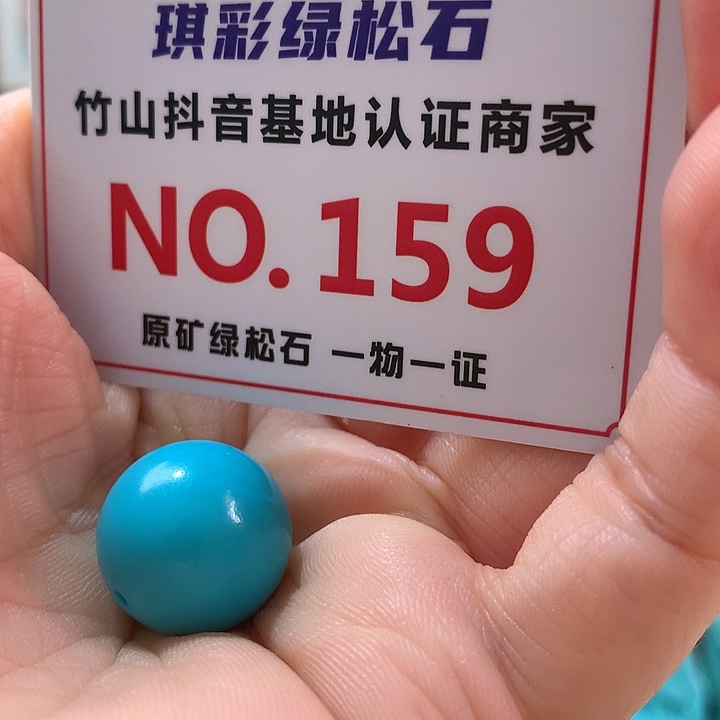 琪彩绿松石
竹山抖音基地认证商家
NO.159
原矿绿松石 一物一证